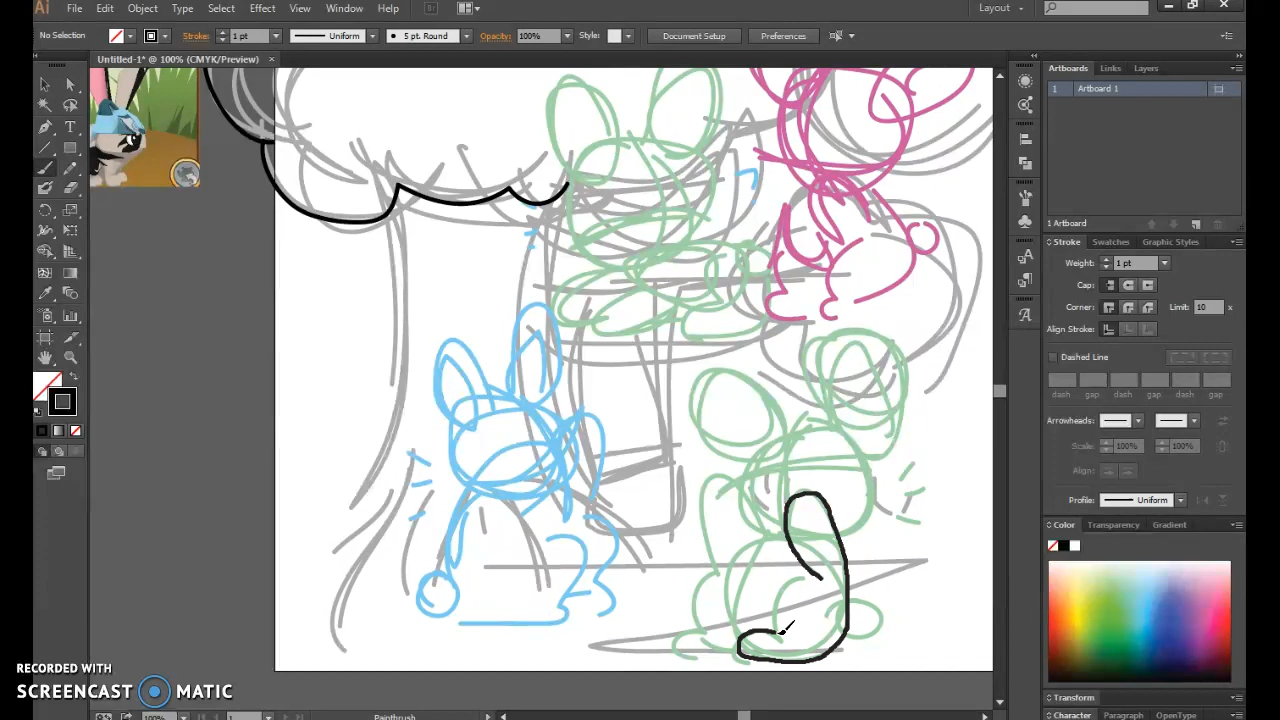 Ai File Edit Object Type Select Effect View Window Help Br Layout
No Selection Stroke: 1 pt Uniform 5 pt. Round Opacity: 100% Style: Document Setup Preferences
Untitled-1* @ 100% (CMYK/Preview) ×
Artboards Links Layers
1 Artboard 1
1 Artboard
Stroke Swatches Graphic Styles
Weight: 1 pt
Cap:
Corner: Limit: 10 x
Align Stroke:
Dashed Line
dash gap dash gap dash gap
Arrowheads:
Scale: 100% 100%
Align:
Profile: Uniform
Color Transparency Gradient
Transform
Character Paragraph OpenType
RECORDED WITH
SCREENCAST MATIC
100% 1 Paintbrush